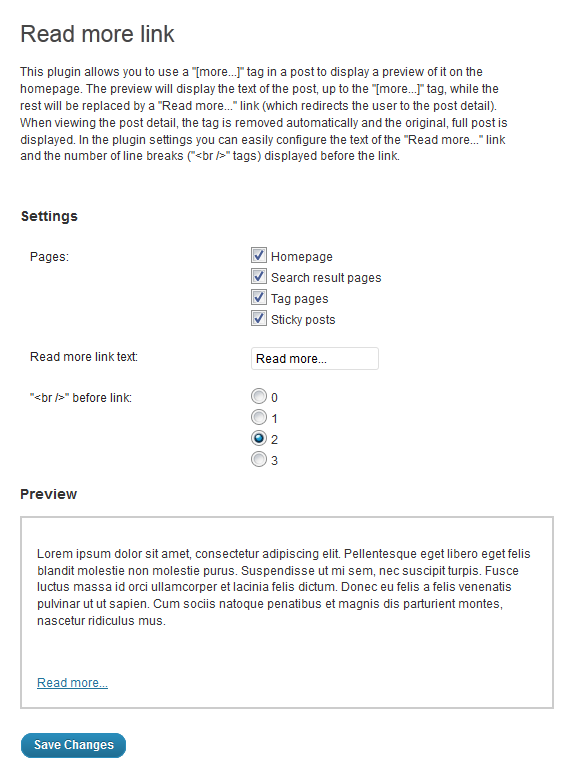 Read more link
This plugin allows you to use a "[more...]" tag in a post to display a preview of it on the
homepage. The preview will display the text of the post, up to the "[more...]" tag, while the
rest will be replaced by a "Read more..." link (which redirects the user to the post detail).
When viewing the post detail, the tag is removed automatically and the original, full post is
displayed. In the plugin settings you can easily configure the text of the "Read more..." link
and the number of line breaks ("<br />" tags) displayed before the link.
Settings
Pages:
Homepage
Search result pages
Tag pages
Sticky posts
Read more link text:
Read more...
"<br />" before link:
0
1
2
3
Preview
Lorem ipsum dolor sit amet, consectetur adipiscing elit. Pellentesque eget libero eget felis
blandit molestie non molestie purus. Suspendisse ut mi sem, nec suscipit turpis. Fusce
luctus massa id orci ullamcorper et lacinia felis dictum. Donec eu felis a felis venenatis
pulvinar ut ut sapien. Cum sociis natoque penatibus et magnis dis parturient montes,
nascetur ridiculus mus.
Read more...
Save Changes